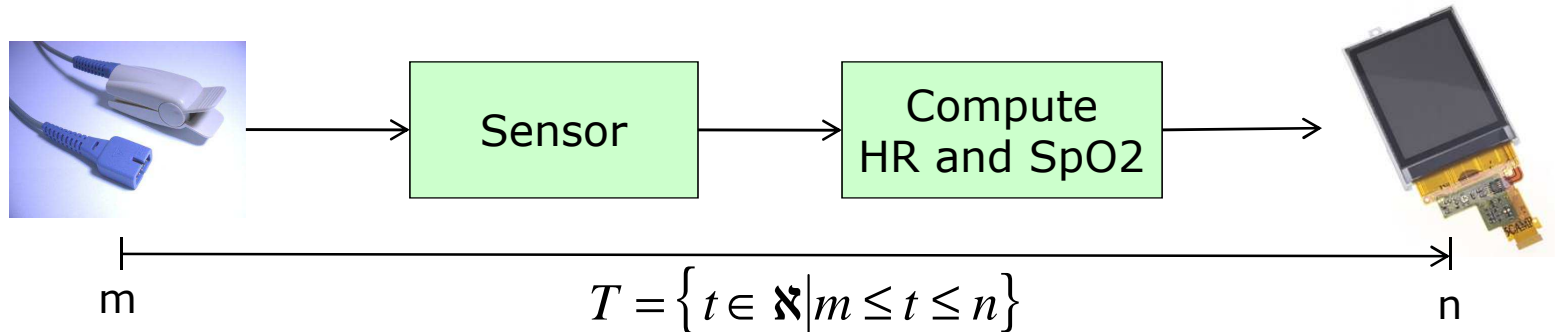 Sensor
Compute
HR and SpO2
m
T = { t ∈ ℵ | m ≤ t ≤ n }
n